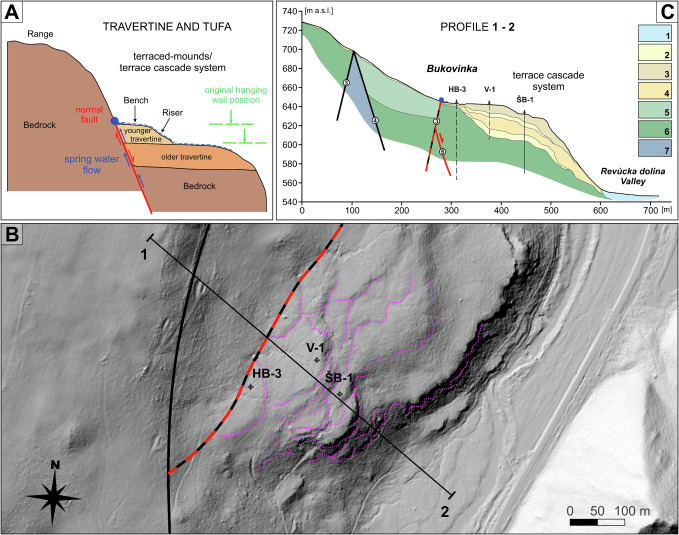 A
TRAVERTINE AND TUFA
Range
terraced-mounds/
terrace cascade system
original hanging
wall position
Bench
Riser
normal
fault
younger
travertine
Bedrock
older travertine
spring water
flow
Bedrock
C
[m a.s.l.]
PROFILE 1 - 2
720
700
680
660
640
620
600
580
560
540
0
100
200
300
400
500
600
700
[m]
Bukovinka
HB-3
V-1
terrace cascade
system
ŠB-1
Revúcka dolina
Valley
1
2
3
4
5
6
7
B
1
V-1
HB-3
ŠB-1
2
N
0 50 100 m